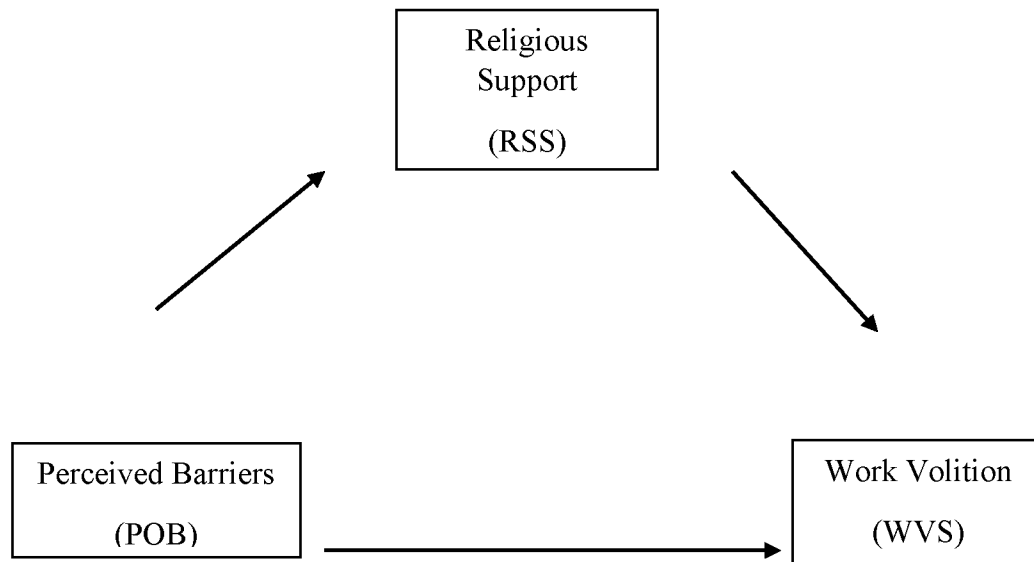 Religious
Support
(RSS)
Perceived Barriers
(POB)
Work Volition
(WVS)